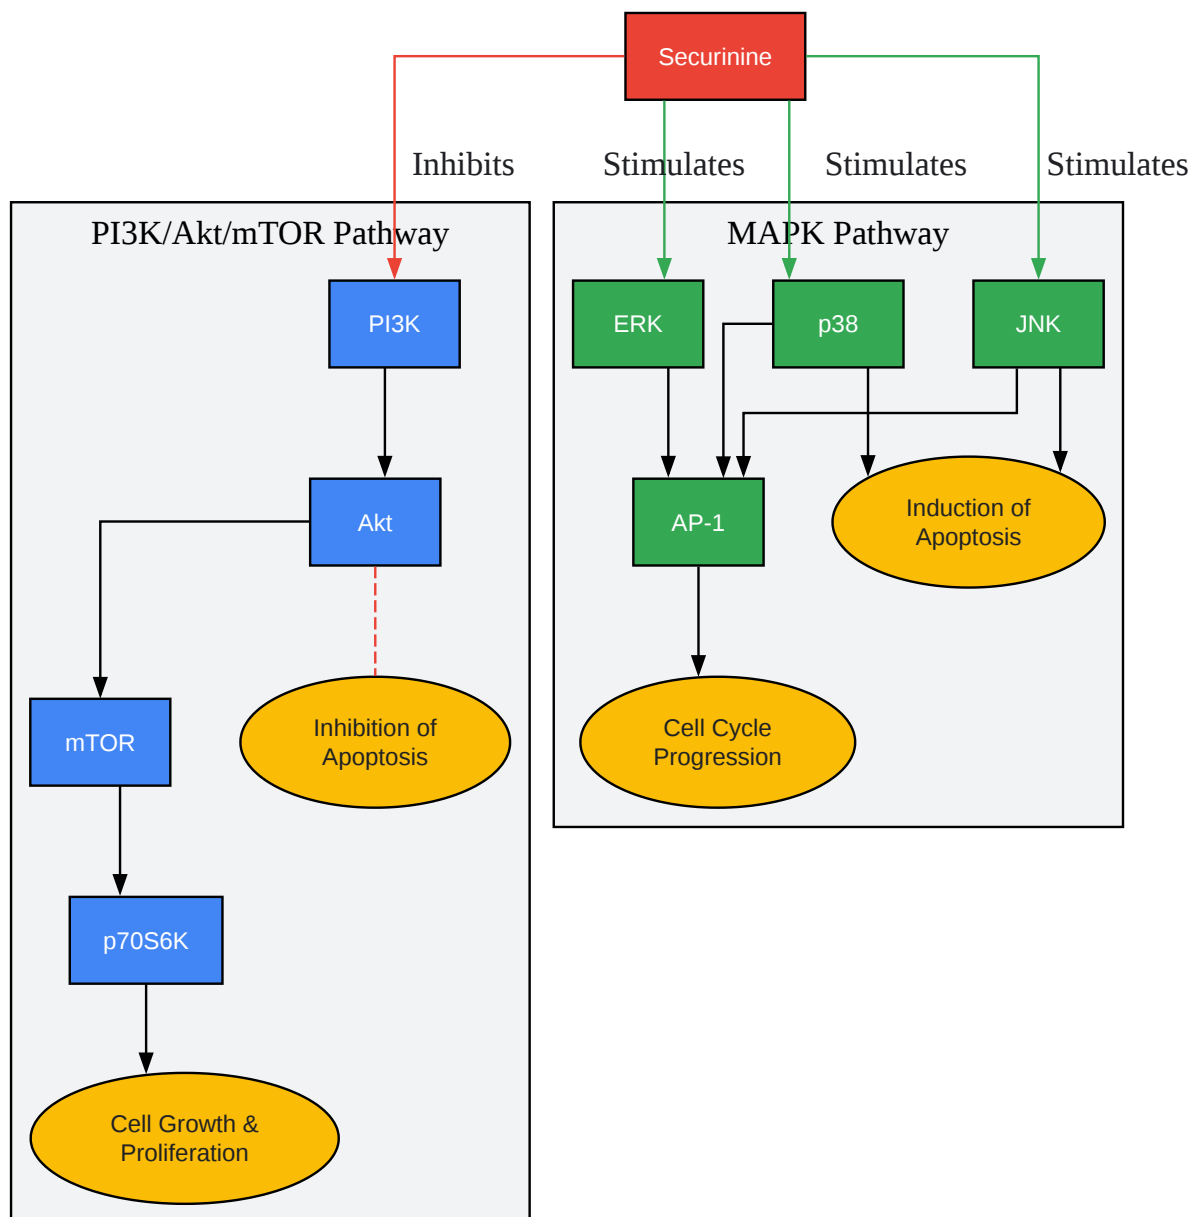 Securinine
Inhibits
Stimulates
Stimulates
Stimulates
PI3K/Akt/mTOR Pathway
MAPK Pathway
PI3K
ERK
p38
JNK
Akt
AP-1
Induction of
Apoptosis
mTOR
Inhibition of
Apoptosis
Cell Cycle
Progression
p70S6K
Cell Growth &
Proliferation